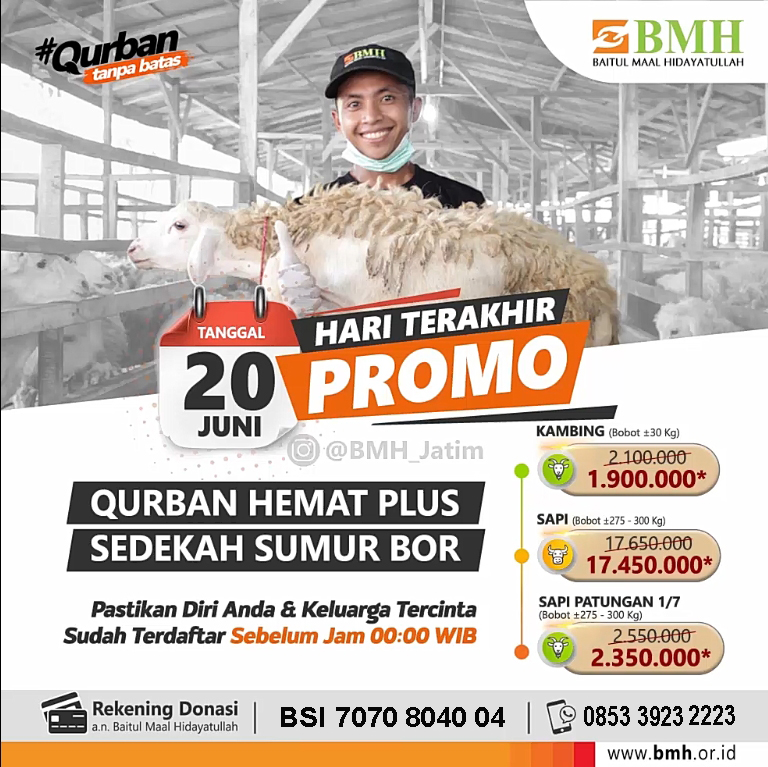 #Qurban
tanpa batas
BMH
BMH
BAITUL MAAL HIDAYATULLAH
TANGGAL
20
JUNI
HARI TERAKHIR
PROMO
@BMH_Jatim
QURBAN HEMAT PLUS
SEDEKAH SUMUR BOR
Pastikan Diri Anda & Keluarga Tercinta
Sudah Terdaftar Sebelum Jam 00:00 WIB
KAMBING (Bobot ±30 Kg)
2.100.000
1.900.000*
SAPI (Bobot ±275 - 300 Kg)
17.650.000
17.450.000*
SAPI PATUNGAN 1/7
(Bobot ±275 - 300 Kg)
2.550.000
2.350.000*
Rekening Donasi
a.n. Baitul Maal Hidayatullah
BSI 7070 8040 04
0853 3923 2223
www.bmh.or.id